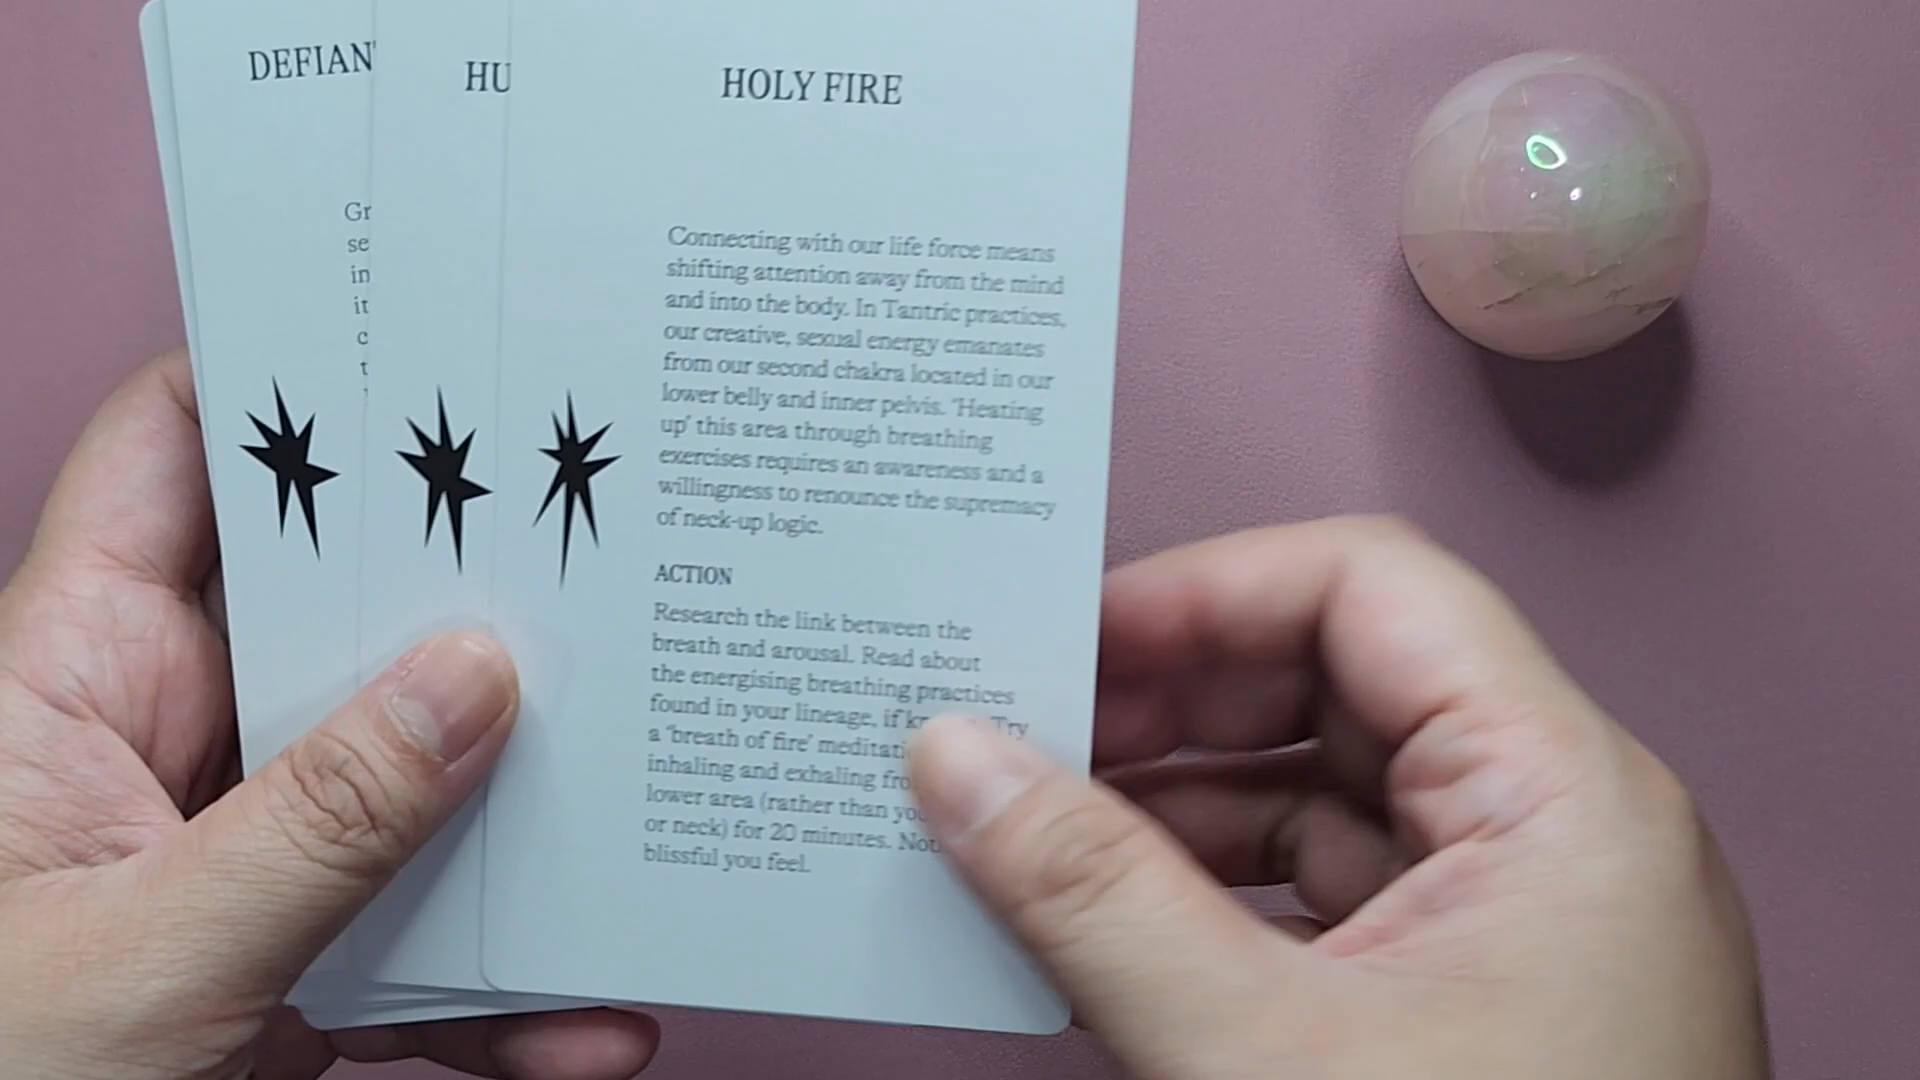 DEFIAN
Gr
se
in
it
c
t
HU
HOLY FIRE
Connecting with our life force means
shifting attention away from the mind
and into the body. In Tantric practices,
our creative, sexual energy emanates
from our second chakra located in our
lower belly and inner pelvis. 'Heating
up' this area through breathing
exercises requires an awareness and a
willingness to renounce the supremacy
of neck-up logic.
ACTION
Research the link between the
breath and arousal. Read about
the energising breathing practices
found in your lineage, if Try
a 'breath of fire'
inhaling and exhaling
lower area (rather than
or neck) for 20 minutes.
blissful you feel.